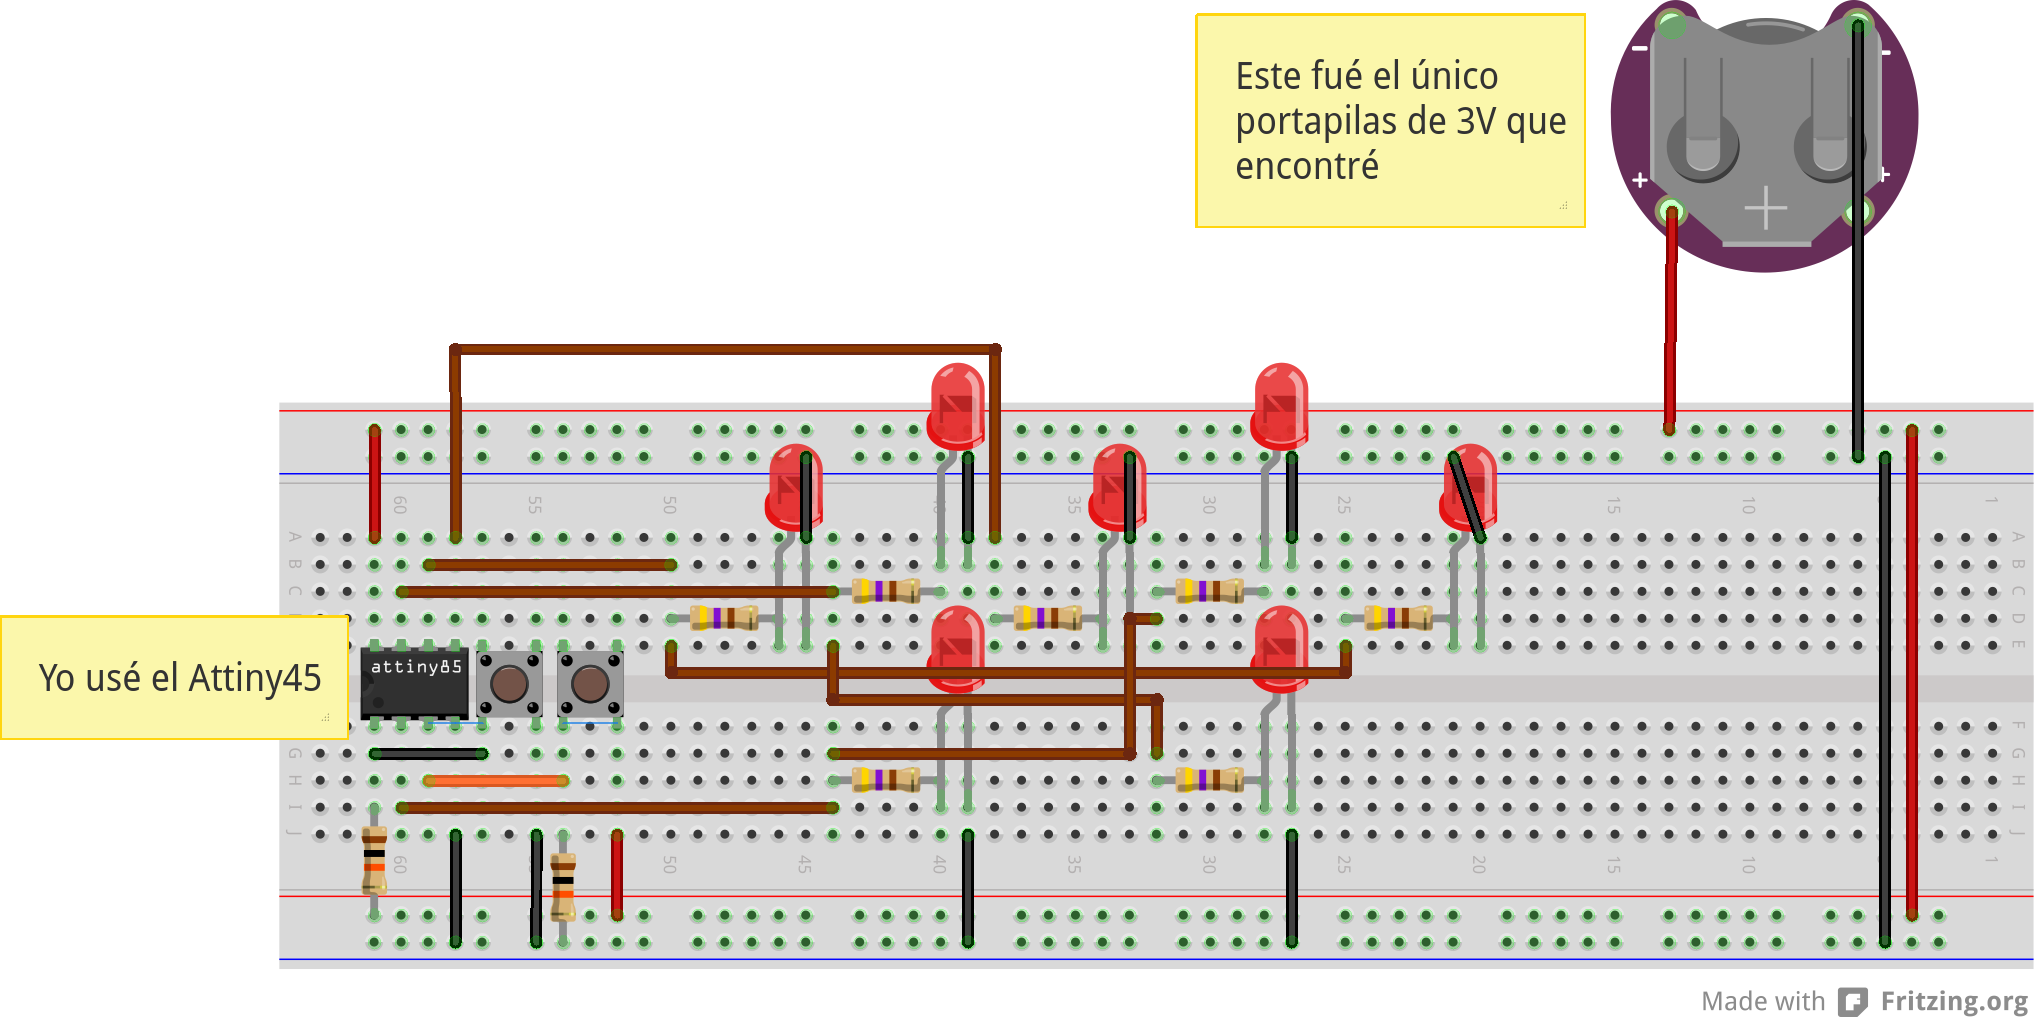 Este fué el único
portapilas de 3V que
encontré
- -
+ +
+
60 55 50 45 40 35 30 25 20 15 10 1
A A
B B
C C
E
Yo usé el Attiny45
attiny85
F
G G
H H
I I
J J
60 55 50 45 40 35 30 25 20 15 10 1
Made with Fritzing.org